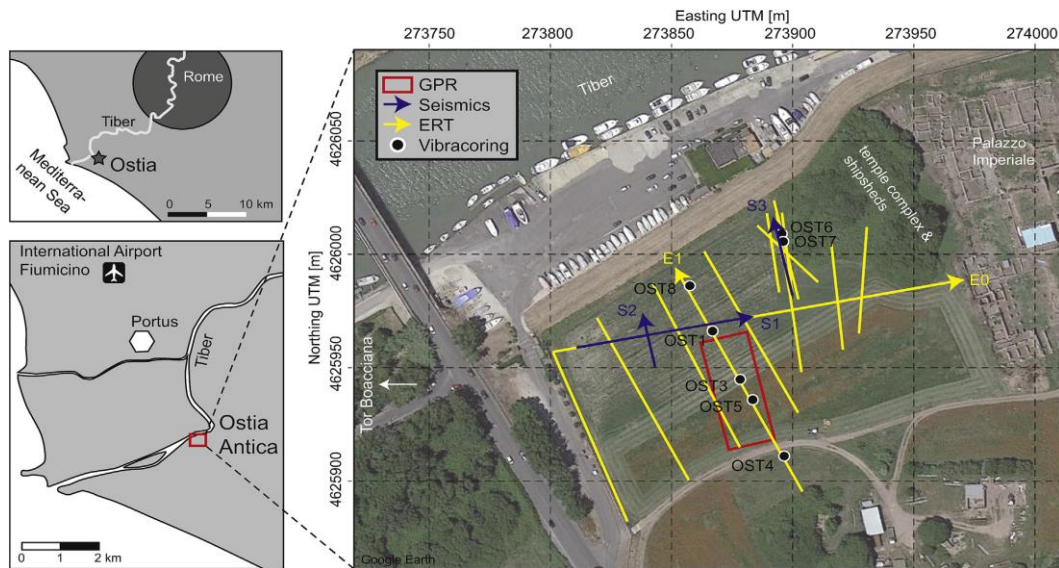 Rome
Tiber
Ostia
Mediterra-
nean Sea
0 5 10 km
International Airport
Fiumicino
Portus
Tiber
Ostia
Antica
0 1 2 km
Easting UTM [m]
273750 273800 273850 273900 273950 274000
Northing UTM [m]
4626050
4626000
4625950
4625900
GPR
Seismics
ERT
Vibracoring
Tiber
Palazzo
Imperiale
temple complex &
shipsheds
S3
OST6
OST7
E1
E0
OST8
S2
S1
OST1
OST3
OST5
OST4
Tor Boacciana
Google Earth